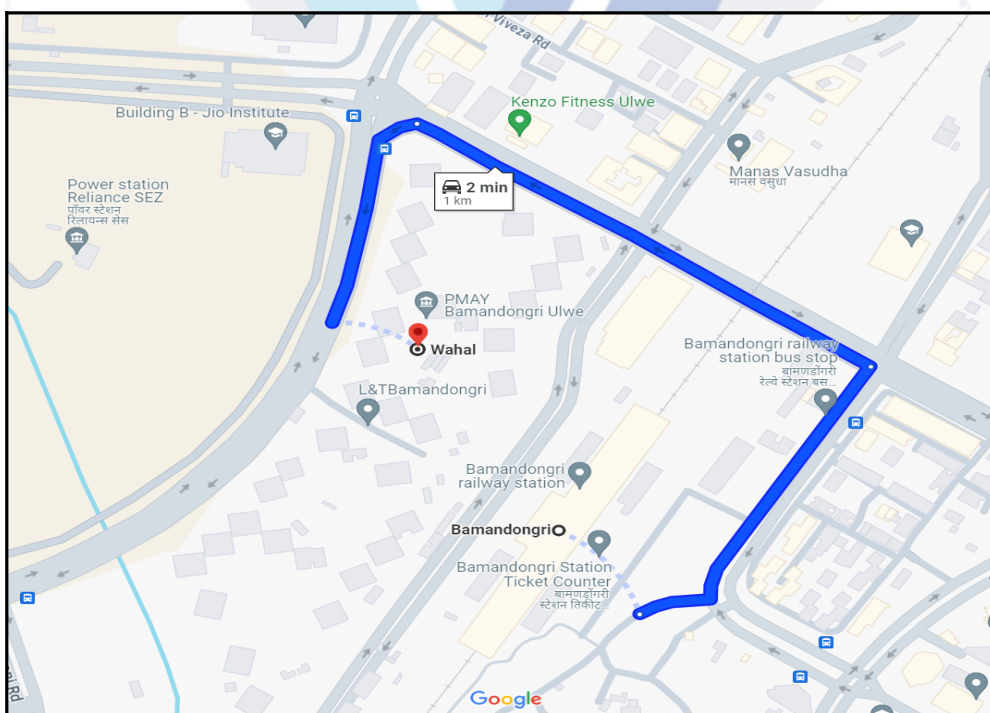 Viveza Rd
Kenzo Fitness Ulwe
Building B - Jio Institute
Manas Vasudha
मानस वसुधा
Power station
Reliance SEZ
पॉवर स्टेशन
रिलायन्स सेस
2 min
1 km
PMAY
Bamandongri Ulwe
Wahal
Bamandongri railway
station bus stop
बामणडोंगरी
रेल्वे स्टेशन बस...
L&TBamandongri
Bamandongri
railway station
Bamandongri
Bamandongri Station
Ticket Counter
बामणडोंगरी
स्टेशन तिकीट...
Rd
Google